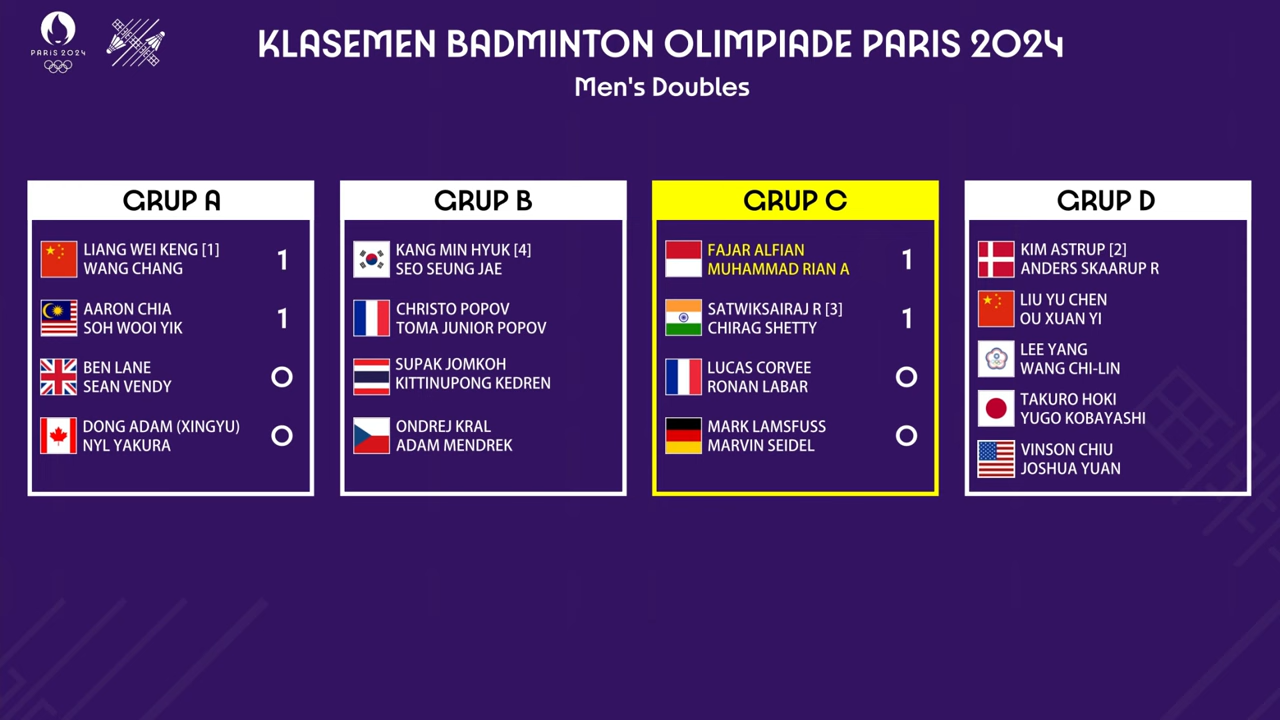 PARIS 2024
KLASEMEN BADMINTON OLIMPIADE PARIS 2024
Men's Doubles
GRUP A
LIANG WEI KENG [1]
WANG CHANG
1
AARON CHIA
SOH WOOI YIK
1
BEN LANE
SEAN VENDY
0
DONG ADAM (XINGYU)
NYL YAKURA
0
GRUP B
KANG MIN HYUK [4]
SEO SEUNG JAE
CHRISTO POPOV
TOMA JUNIOR POPOV
SUPAK JOMKOH
KITTINUPONG KEDREN
ONDREJ KRAL
ADAM MENDREK
GRUP C
FAJAR ALFIAN
MUHAMMAD RIAN A
1
SATWIKSAIRAJ R [3]
CHIRAG SHETTY
1
LUCAS CORVEE
RONAN LABAR
0
MARK LAMSFUSS
MARVIN SEIDEL
0
GRUP D
KIM ASTRUP [2]
ANDERS SKAARUP R
LIU YU CHEN
OU XUAN YI
LEE YANG
WANG CHI-LIN
TAKURO HOKI
YUGO KOBAYASHI
VINSON CHIU
JOSHUA YUAN